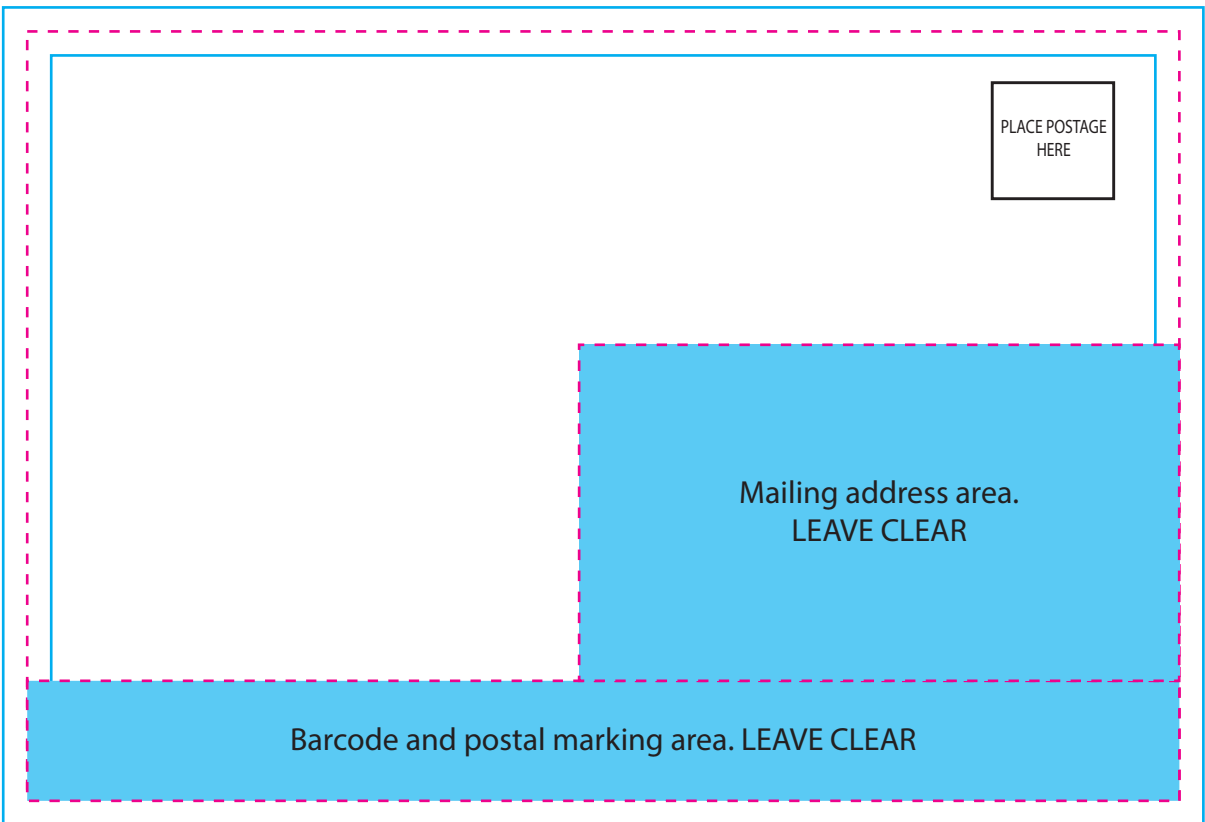 PLACE POSTAGE
HERE
Mailing address area.
LEAVE CLEAR
Barcode and postal marking area. LEAVE CLEAR